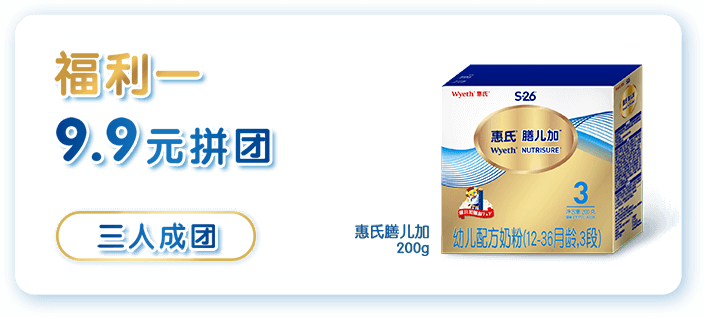 福利一
9.9元拼团
三人成团
惠氏膳儿加
200g
Wyeth 惠氏
S-26
惠氏 膳儿加
Wyeth NUTRISURE
3
幼儿配方奶粉(12-36月龄,3段)